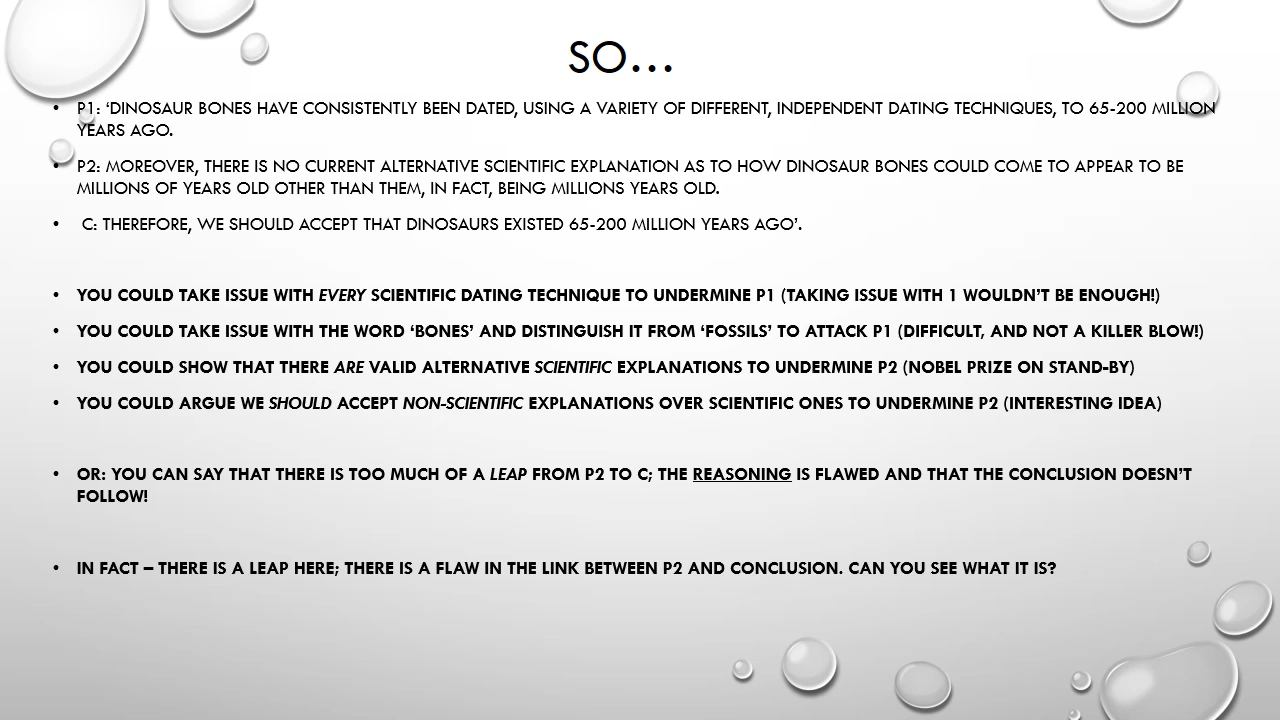 SO…
• P1: ‘DINOSAUR BONES HAVE CONSISTENTLY BEEN DATED, USING A VARIETY OF DIFFERENT, INDEPENDENT DATING TECHNIQUES, TO 65-200 MILLION
YEARS AGO.
• P2: MOREOVER, THERE IS NO CURRENT ALTERNATIVE SCIENTIFIC EXPLANATION AS TO HOW DINOSAUR BONES COULD COME TO APPEAR TO BE
MILLIONS OF YEARS OLD OTHER THAN THEM, IN FACT, BEING MILLIONS YEARS OLD.
• C: THEREFORE, WE SHOULD ACCEPT THAT DINOSAURS EXISTED 65-200 MILLION YEARS AGO’.
• YOU COULD TAKE ISSUE WITH EVERY SCIENTIFIC DATING TECHNIQUE TO UNDERMINE P1 (TAKING ISSUE WITH 1 WOULDN’T BE ENOUGH!)
• YOU COULD TAKE ISSUE WITH THE WORD ‘BONES’ AND DISTINGUISH IT FROM ‘FOSSILS’ TO ATTACK P1 (DIFFICULT, AND NOT A KILLER BLOW!)
• YOU COULD SHOW THAT THERE ARE VALID ALTERNATIVE SCIENTIFIC EXPLANATIONS TO UNDERMINE P2 (NOBEL PRIZE ON STAND-BY)
• YOU COULD ARGUE WE SHOULD ACCEPT NON-SCIENTIFIC EXPLANATIONS OVER SCIENTIFIC ONES TO UNDERMINE P2 (INTERESTING IDEA)
• OR: YOU CAN SAY THAT THERE IS TOO MUCH OF A LEAP FROM P2 TO C; THE REASONING IS FLAWED AND THAT THE CONCLUSION DOESN’T
FOLLOW!
• IN FACT – THERE IS A LEAP HERE; THERE IS A FLAW IN THE LINK BETWEEN P2 AND CONCLUSION. CAN YOU SEE WHAT IT IS?